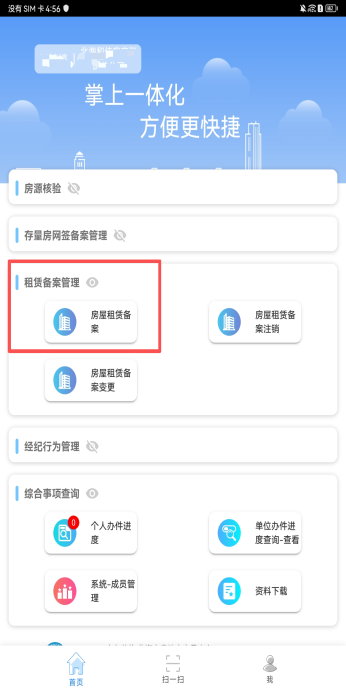 没有 SIM 卡 4:56
掌上一体化
方便更快捷
房源核验
存量房网签备案管理
租赁备案管理
房屋租赁备
案
房屋租赁备
案注销
房屋租赁备
案变更
经纪行为管理
综合事项查询
0
个人办件进
度
单位办件进
度查询-查看
系统-成员管
理
资料下载
首页
扫一扫
我